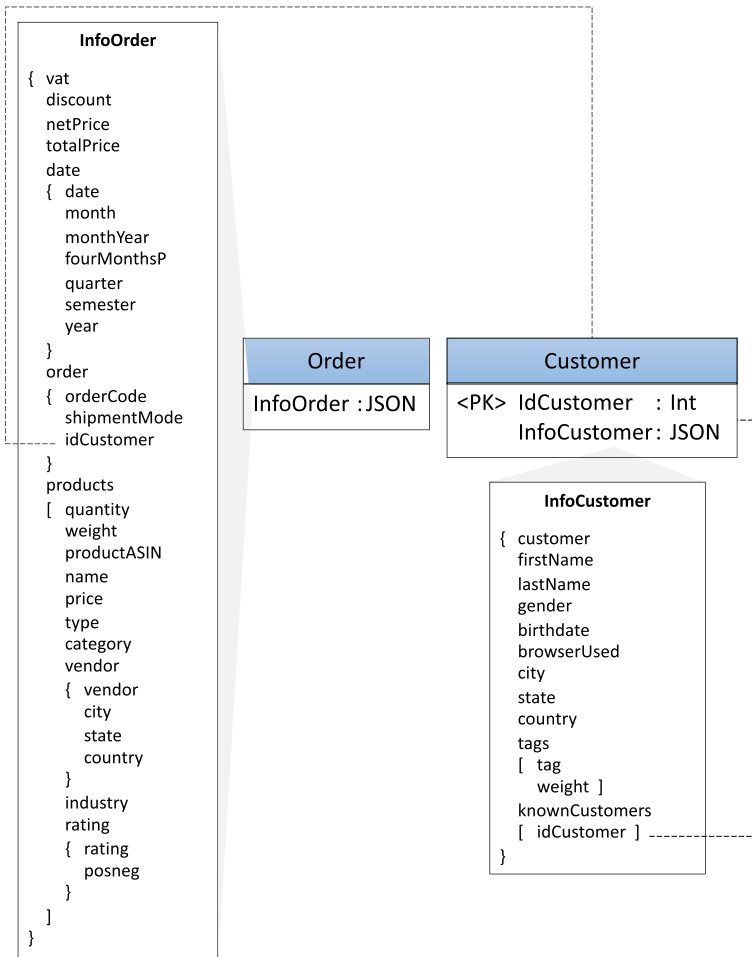 InfoOrder
{ vat
discount
netPrice
totalPrice
date
{ date
month
monthYear
fourMonthsP
quarter
semester
year
}
order
{ orderCode
shipmentMode
idCustomer
}
products
[ quantity
weight
productASIN
name
price
type
category
vendor
{ vendor
city
state
country
}
industry
rating
{ rating
posneg
}
]
}
Order
InfoOrder : JSON
Customer
<PK> IdCustomer : Int
InfoCustomer : JSON
InfoCustomer
{ customer
firstName
lastName
gender
birthdate
browserUsed
city
state
country
tags
[ tag
weight ]
knownCustomers
[ idCustomer ]
}